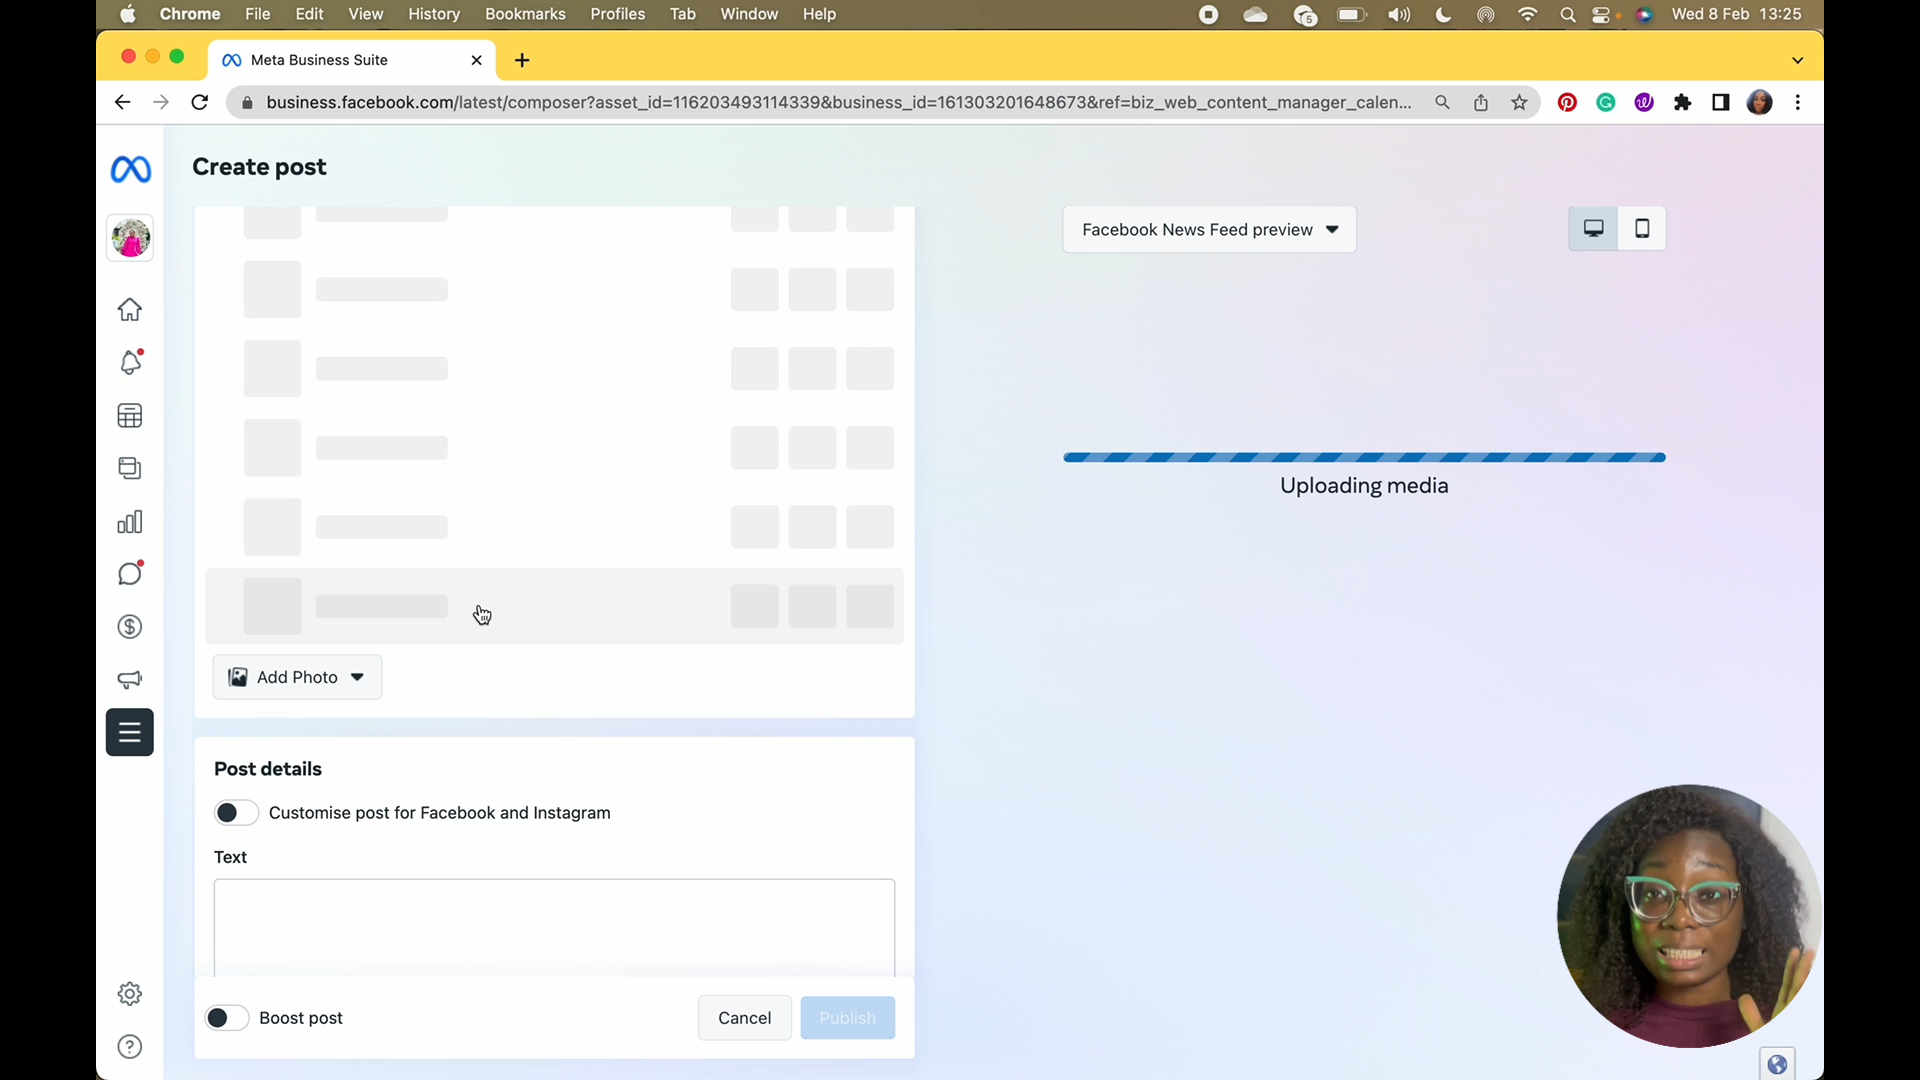 Chrome File Edit View History Bookmarks Profiles Tab Window Help 5 Wed 8 Feb 13:25
Meta Business Suite
business.facebook.com/latest/composer?asset_id=116203493114339&business_id=161303201648673&ref=biz_web_content_manager_calen...
Create post
Facebook News Feed preview
Uploading media
Add Photo
Post details
Customise post for Facebook and Instagram
Text
Boost post
Cancel
Publish